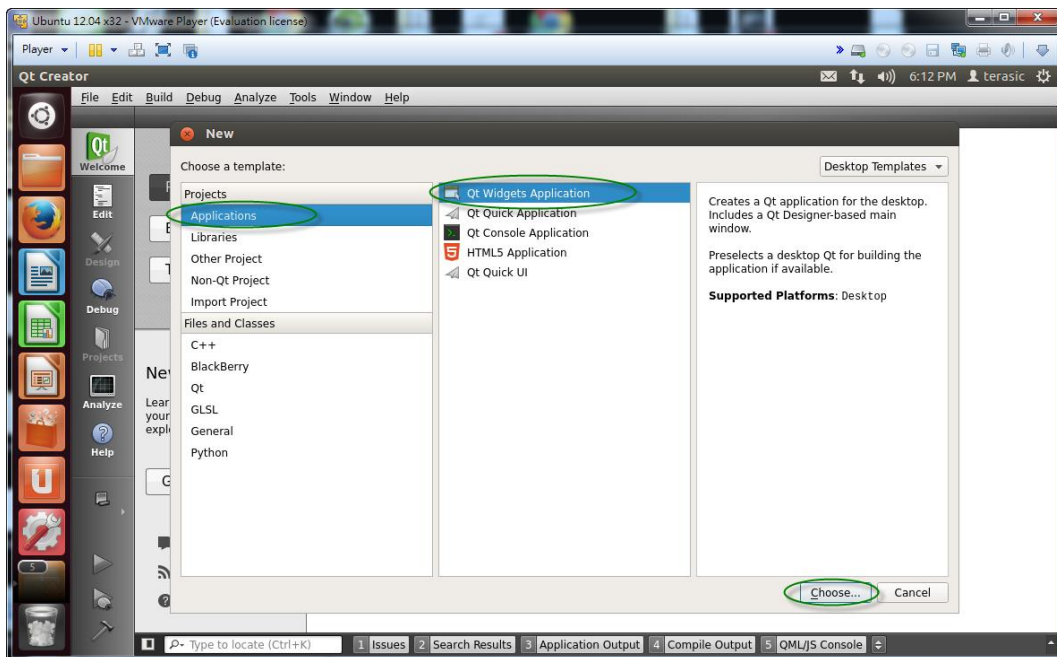 Ubuntu 12.04 x32 - VMware Player (Evaluation license)
Player
Qt Creator
6:12 PM terasic
File Edit Build Debug Analyze Tools Window Help
New
Qt
Welcome
Edit
Design
Debug
Projects
Analyze
Help
Choose a template:
Desktop Templates
Projects
Applications
Libraries
Other Project
Non-Qt Project
Import Project
Files and Classes
C++
BlackBerry
Qt
GLSL
General
Python
Qt Widgets Application
Qt Quick Application
Qt Console Application
HTML5 Application
Qt Quick UI
Creates a Qt application for the desktop.
Includes a Qt Designer-based main
window.
Preselects a desktop Qt for building the
application if available.
Supported Platforms: Desktop
Lear
your
expl
G
5
Choose... Cancel
Type to locate (Ctrl+K) 1 Issues 2 Search Results 3 Application Output 4 Compile Output 5 QML/JS Console